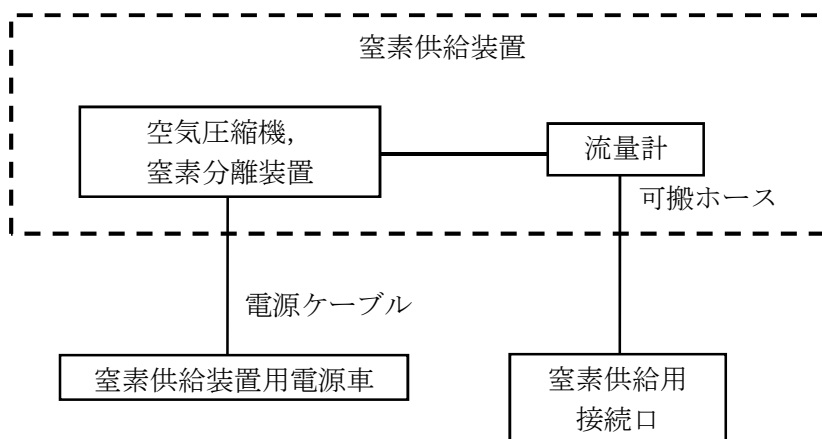 窒素供給装置
空気圧縮機,
窒素分離装置
流量計
可搬ホース
電源ケーブル
窒素供給装置用電源車
窒素供給用
接続口